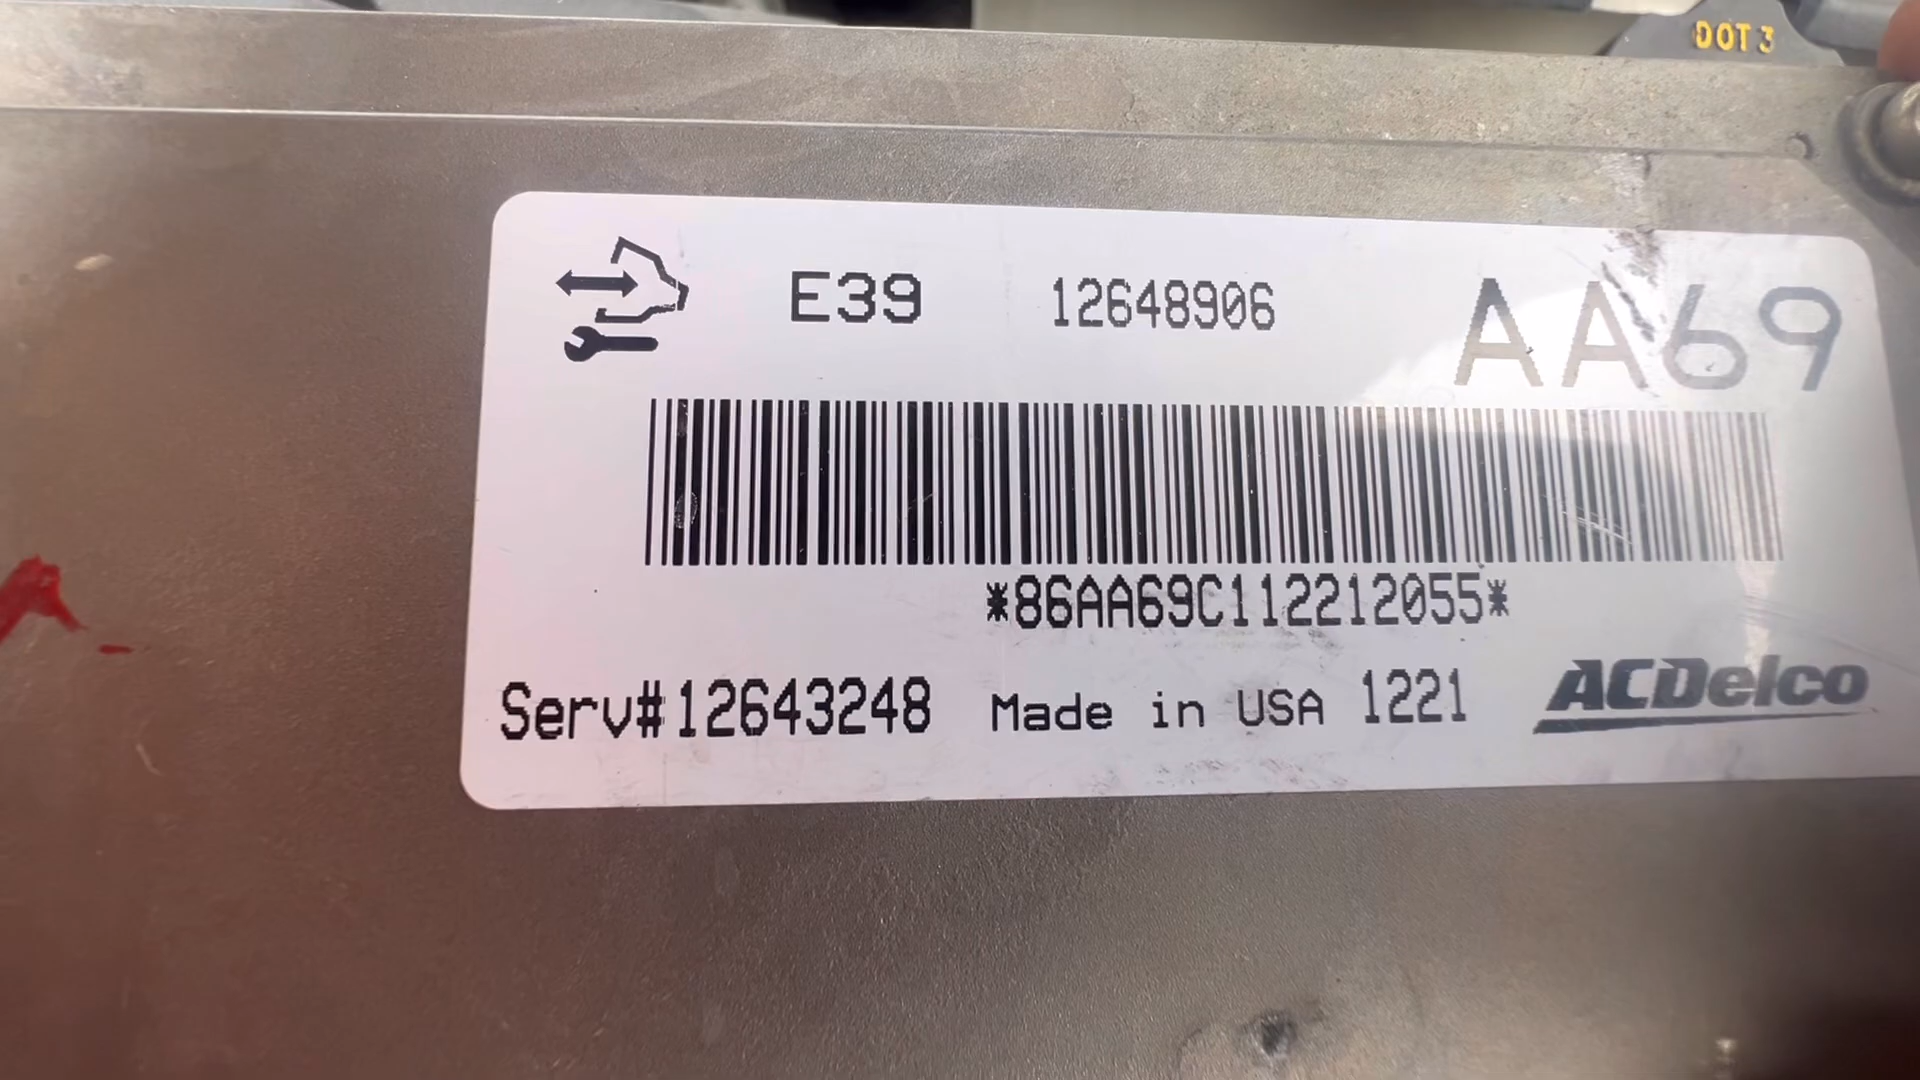 DOT 3
E39 12648906 AA69
*86AA69C112212055*
Serv#12643248 Made in USA 1221 ACDelco